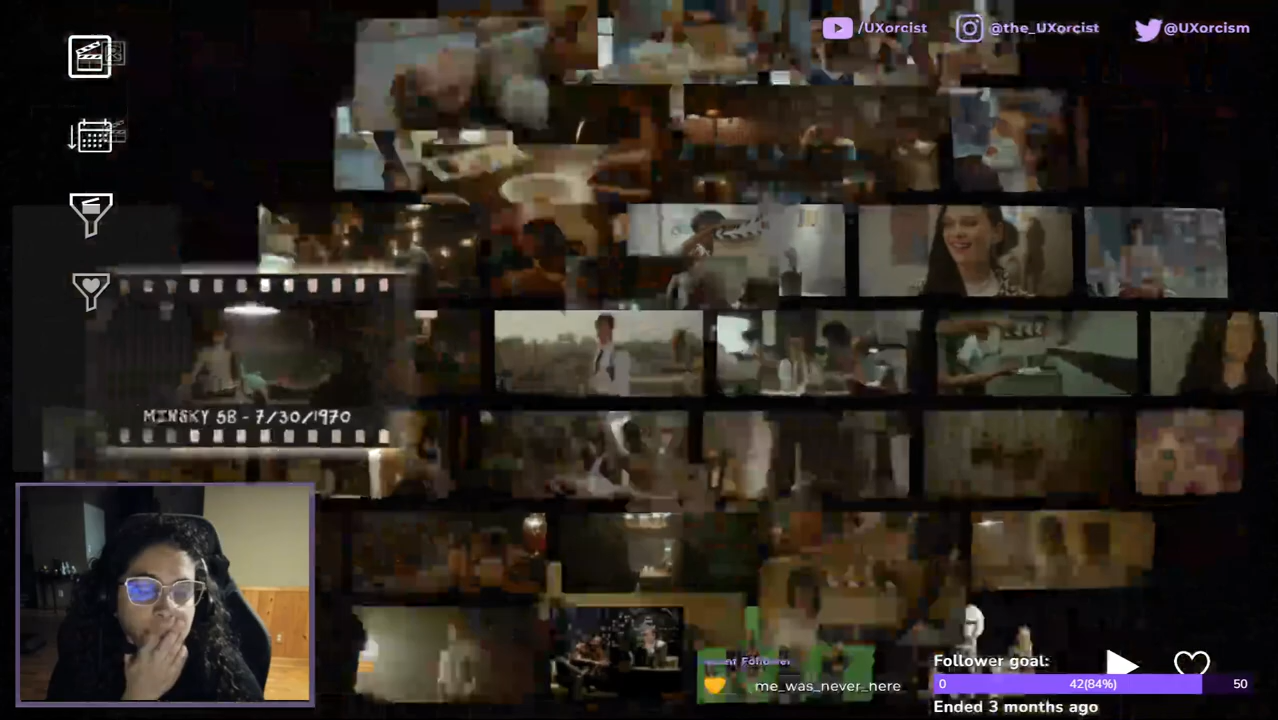 /UXorcist
@the_UXorcist
@UXorcism
MINSKY 5B - 7/30/1970
Follower goal:
0 42(84%) 50
Ended 3 months ago
me_was_never_here